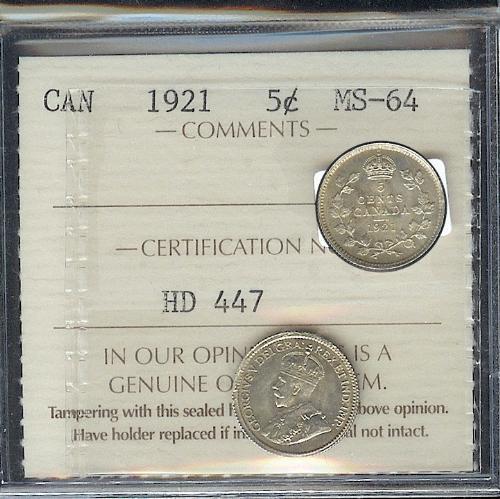 CAN 1921 5¢ MS-64
— COMMENTS —
5
CENTS
CANADA
1921
— CERTIFICATION N
HD 447
GEORGIVS V DEI GRA: REX ET IND: IMP:
IN OUR OPIN IS A
GENUINE O M.
Tampering with this sealed h bove opinion.
Have holder replaced if in al not intact.